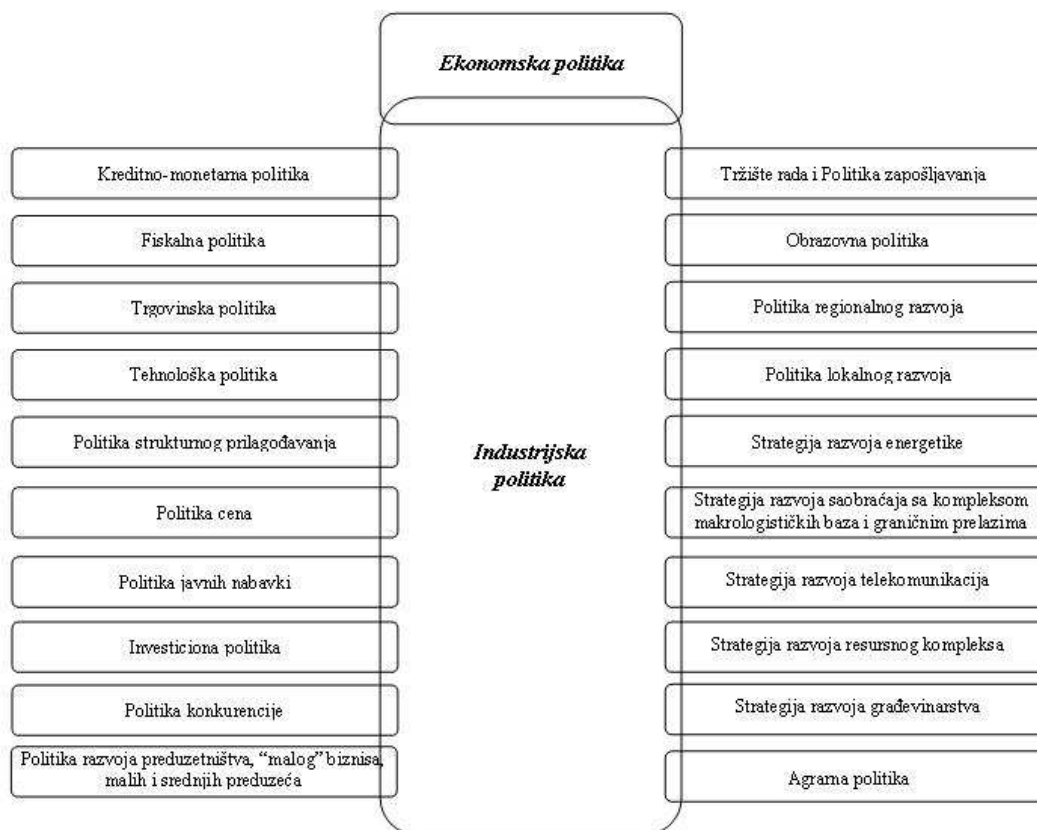 Ekonomska politika
Kreditno-monetarna politika
Fiskalna politika
Trgovinska politika
Tehnološka politika
Politika strukturnog prilagođavanja
Politika cena
Politika javnih nabavki
Investiciona politika
Politika konkurencije
Politika razvoja preduzetništva, “malog” biznisa,
malih i srednjih preduzeća
Industrijska
politika
Tržište rada i Politika zapošljavanja
Obrazovna politika
Politika regionalnog razvoja
Politika lokalnog razvoja
Strategija razvoja energetike
Strategija razvoja saobraćaja sa kompleksom
makrologističkih baza i graničnim prelazima
Strategija razvoja telekomunikacija
Strategija razvoja resursnog kompleksa
Strategija razvoja građevinarstva
Agrarna politika